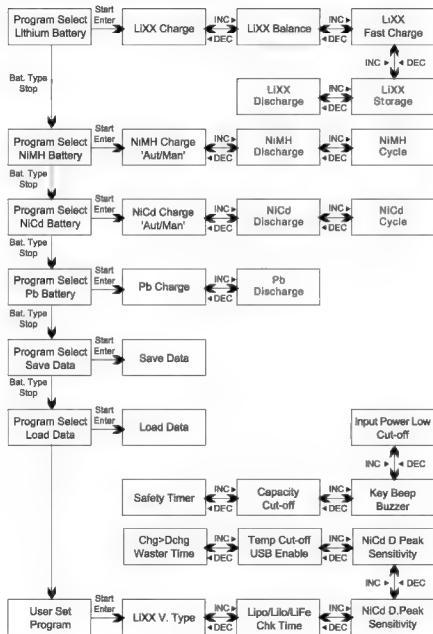 Program Select
Lithium Battery
Start
Enter
LiXX Charge
INC ►
◄ DEC
LiXX Balance
INC ►
◄ DEC
LiXX
Fast Charge
Bat. Type
Stop
INC ►
◄ DEC
LiXX
Discharge
INC ►
◄ DEC
LiXX
Storage
Program Select
NiMH Battery
Start
Enter
NiMH Charge
'Aut/Man'
INC ►
◄ DEC
NiMH
Discharge
INC ►
◄ DEC
NiMH
Cycle
Bat. Type
Stop
Program Select
NiCd Battery
Start
Enter
NiCd Charge
'Aut/Man'
INC ►
◄ DEC
NiCd
Discharge
INC ►
◄ DEC
NiCd
Cycle
Bat. Type
Stop
Program Select
Pb Battery
Start
Enter
Pb Charge
INC ►
◄ DEC
Pb
Discharge
Bat. Type
Stop
Program Select
Save Data
Start
Enter
Save Data
Bat. Type
Stop
Program Select
Load Data
Start
Enter
Load Data
Input Power Low
Cut-off
INC ►
◄ DEC
Safety Timer
INC ►
◄ DEC
Capacity
Cut-off
INC ►
◄ DEC
Key Beep
Buzzer
Chg>Dchg
Waster Time
INC ►
◄ DEC
Temp Cut-off
USB Enable
INC ►
◄ DEC
NiCd D Peak
Sensitivity
INC ►
◄ DEC
User Set
Program
Start
Enter
LiXX V. Type
INC ►
◄ DEC
Lipo/LiIo/LiFe
Chk Time
INC ►
◄ DEC
NiCd D.Peak
Sensitivity